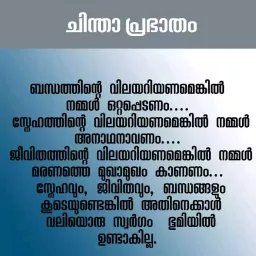 ചിന്താ പ്രഭാതം
ബന്ധത്തിന്റെ വിലയറിയണമെങ്കിൽ
നമ്മൾ ഒറ്റപ്പെടണം....
സ്നേഹത്തിന്റെ വിലയറിയണമെങ്കിൽ നമ്മൾ
അനാഥനാവണം....
ജീവിതത്തിന്റെ വിലയറിയണമെങ്കിൽ നമ്മൾ
മരണത്തെ മുഖാമുഖം കാണണം...
സ്നേഹവും, ജീവിതവും, ബന്ധങ്ങളും
കൂടെയുണ്ടെങ്കിൽ അതിനെക്കാൾ
വലിയൊരു സ്വർഗം ഭൂമിയിൽ
ഉണ്ടാകില്ല.